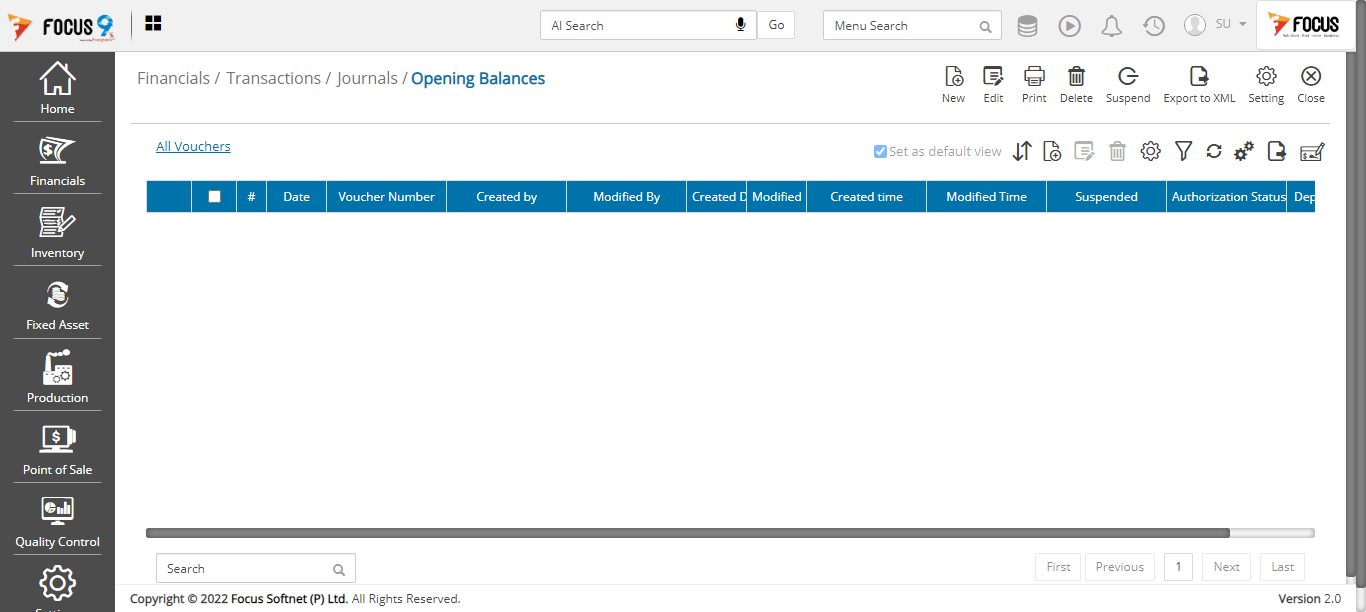 FOCUS 9
AI Search
Go
Menu Search
SU
FOCUS
Home
Financials
Inventory
Fixed Asset
Production
Point of Sale
Quality Control
Financials / Transactions / Journals / Opening Balances
New
Edit
Print
Delete
Suspend
Export to XML
Setting
Close
All Vouchers
Set as default view
# Date Voucher Number Created by Modified By Created D Modified Created time Modified Time Suspended Authorization Status Dep
Search
First Previous 1 Next Last
Copyright © 2022 Focus Softnet (P) Ltd. All Rights Reserved.
Version 2.0